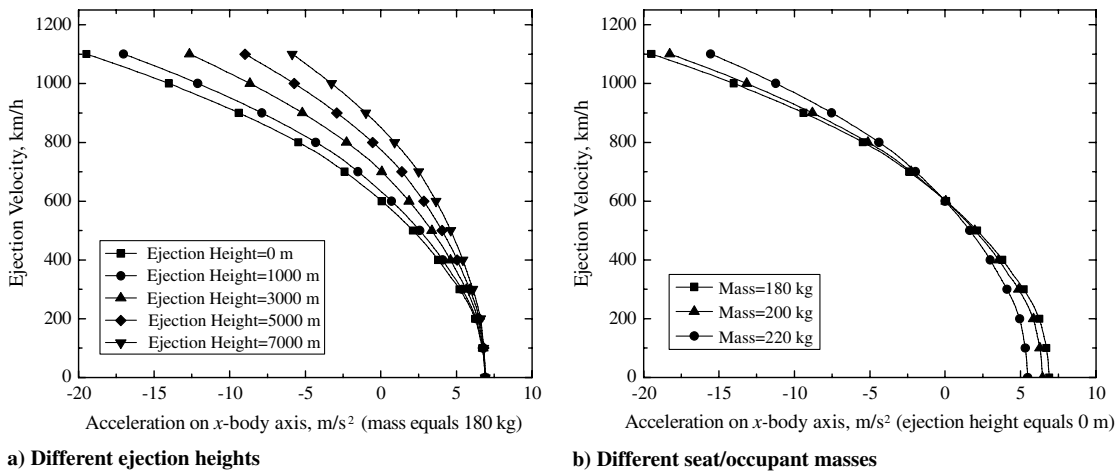 1200
1000
800
600
400
200
0
Ejection Velocity, km/h
Ejection Height=0 m
Ejection Height=1000 m
Ejection Height=3000 m
Ejection Height=5000 m
Ejection Height=7000 m
-20 -15 -10 -5 0 5 10
Acceleration on x-body axis, m/s² (mass equals 180 kg)
a) Different ejection heights
1200
1000
800
600
400
200
0
Ejection Velocity, km/h
Mass=180 kg
Mass=200 kg
Mass=220 kg
-20 -15 -10 -5 0 5 10
Acceleration on x-body axis, m/s² (ejection height equals 0 m)
b) Different seat/occupant masses